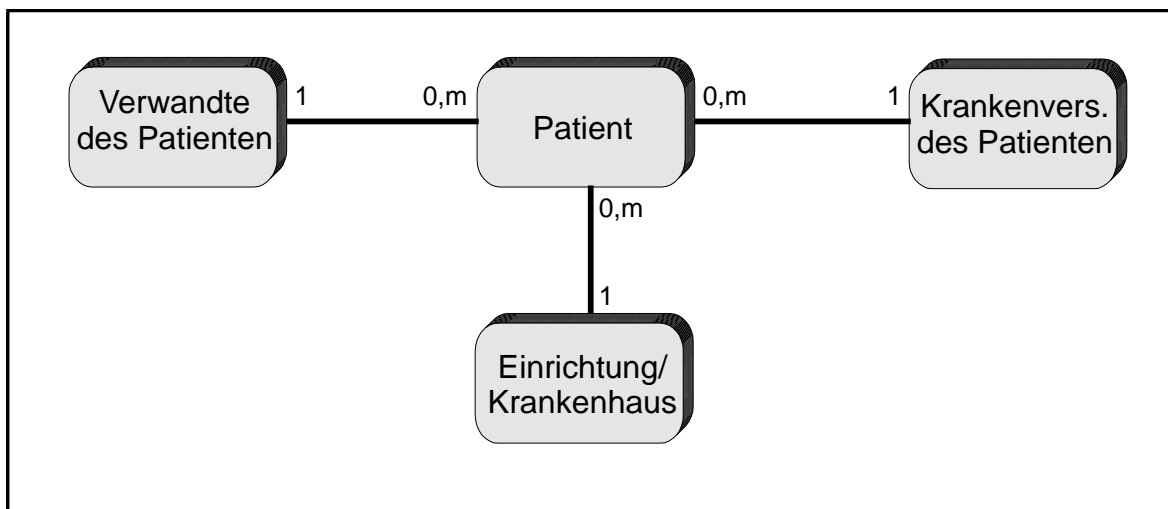 Verwandte
des Patienten
1
0,m
Patient
0,m
1
Krankenvers.
des Patienten
0,m
1
Einrichtung/
Krankenhaus